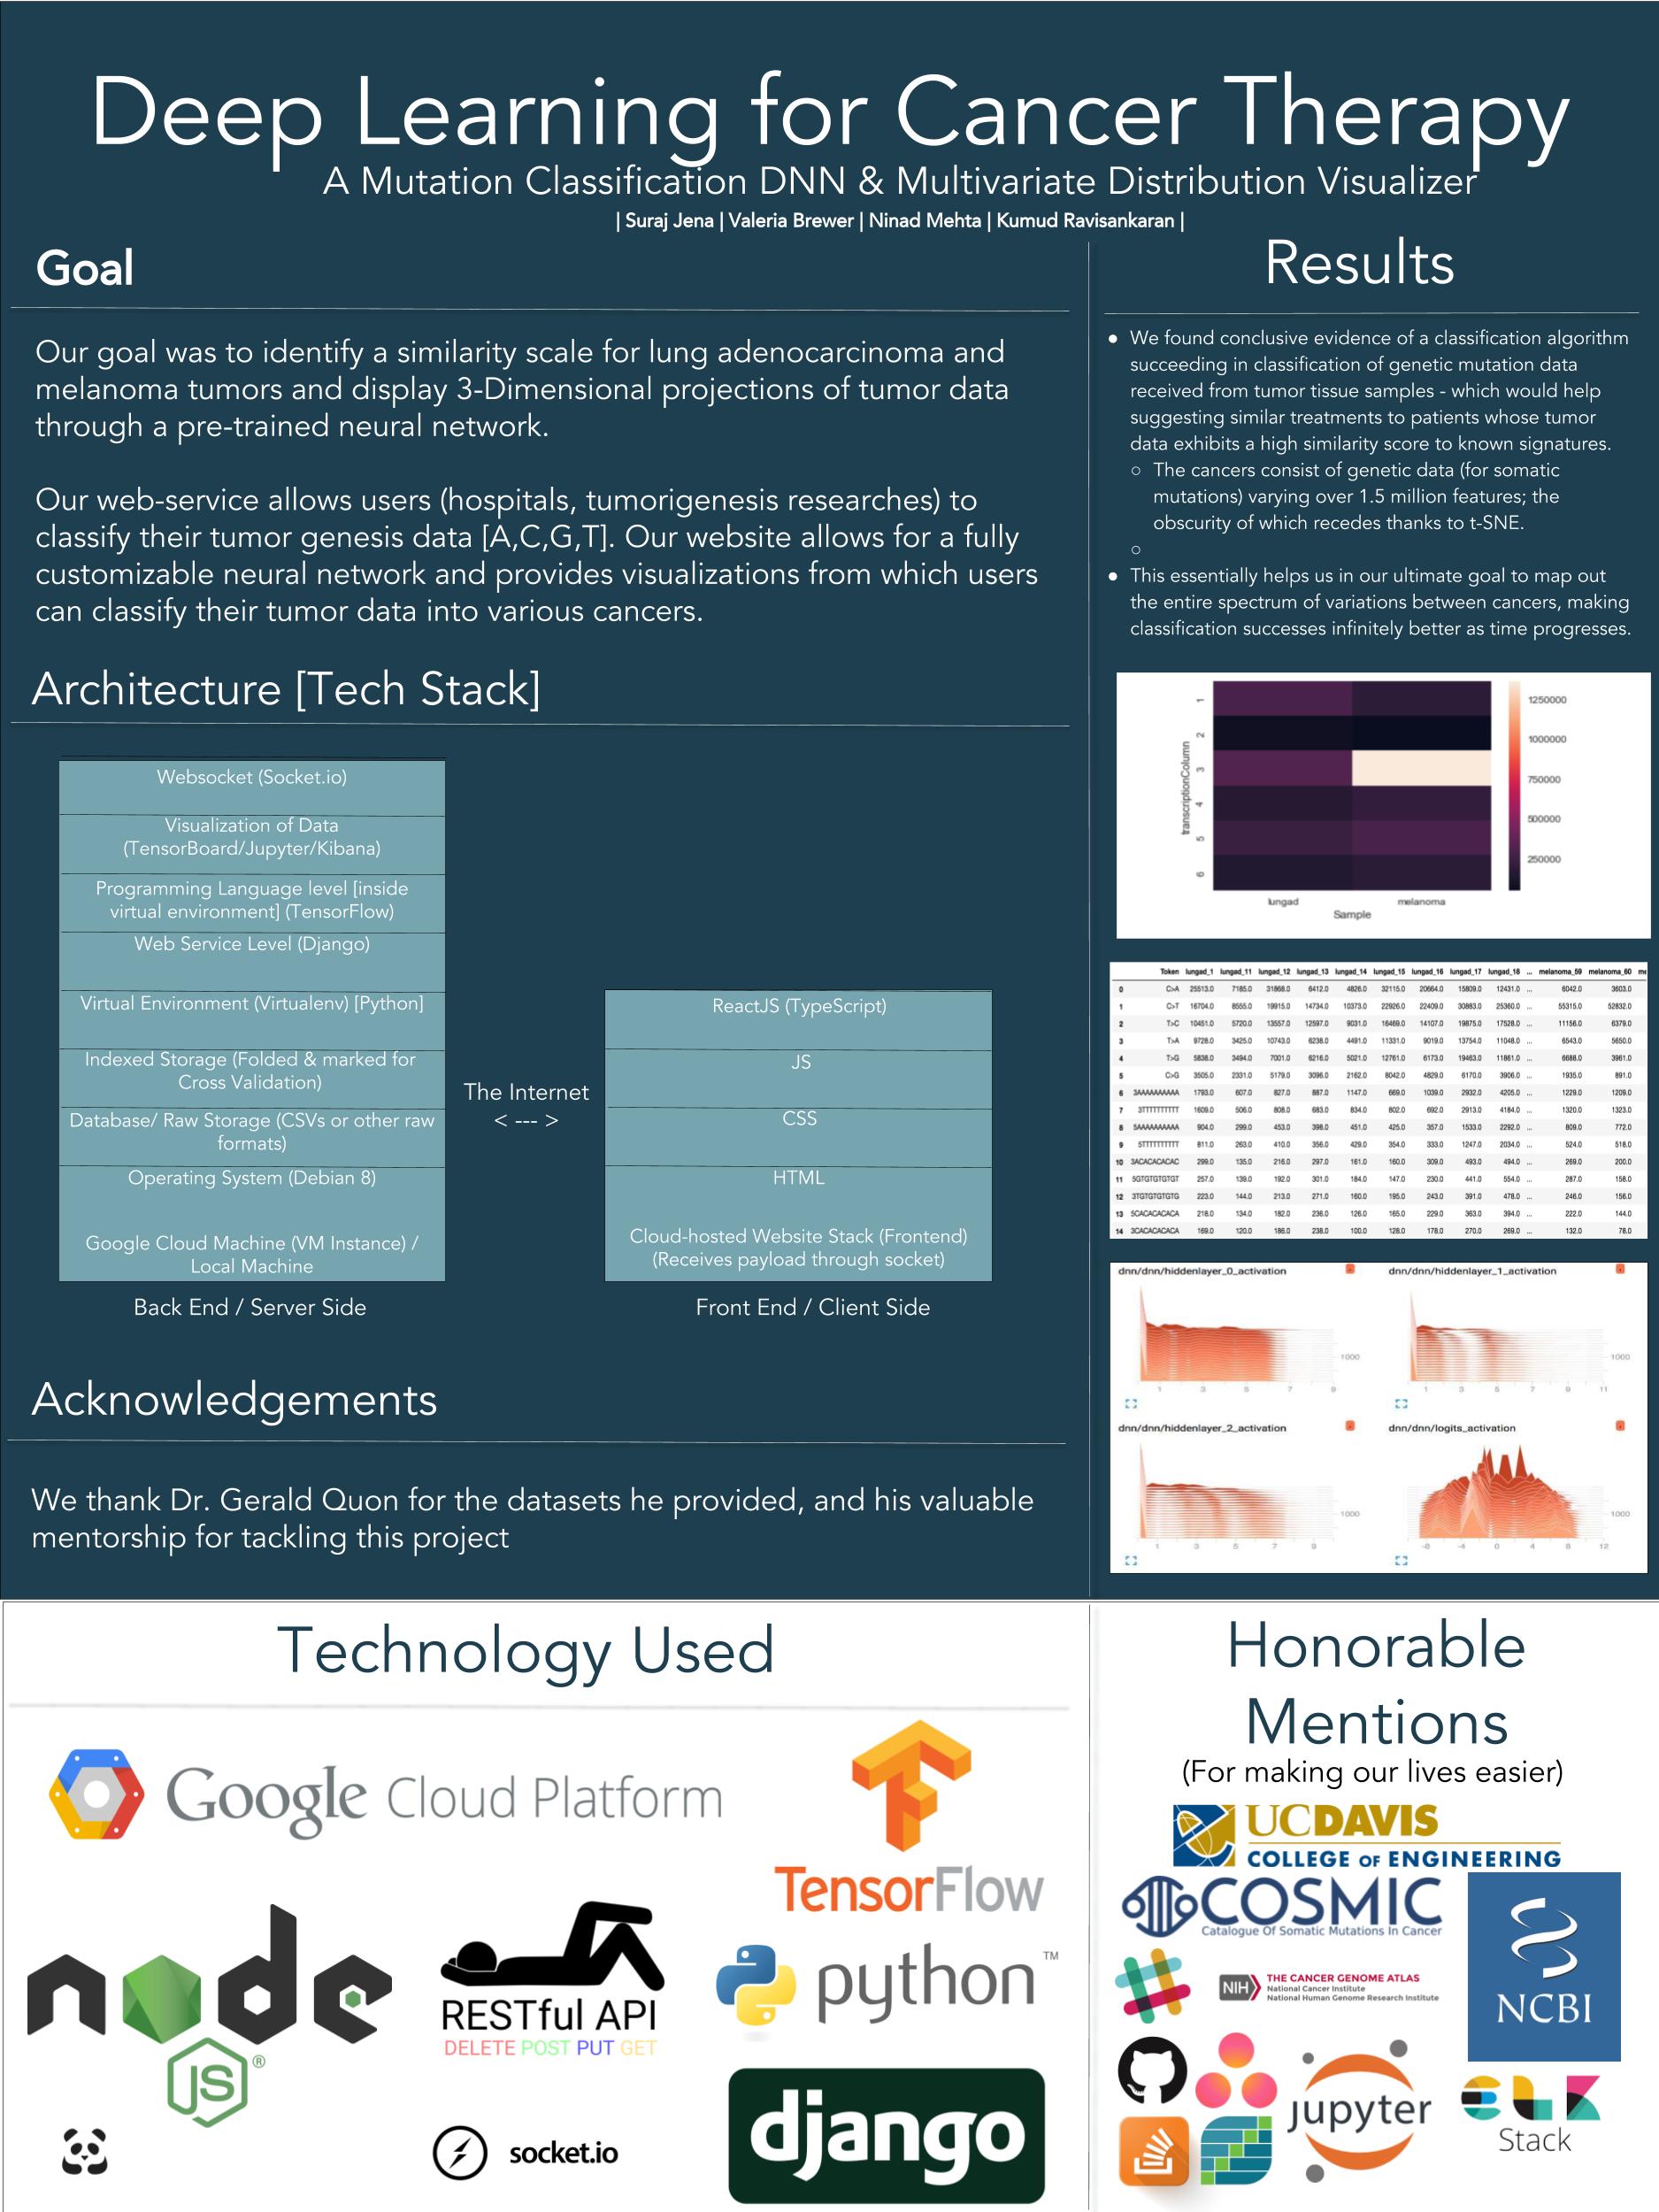 Deep Learning for Cancer Therapy
A Mutation Classification DNN & Multivariate Distribution Visualizer
| Suraj Jena | Valeria Brewer | Ninad Mehta | Kumud Ravisankaran |
Goal
Our goal was to identify a similarity scale for lung adenocarcinoma and
melanoma tumors and display 3-Dimensional projections of tumor data
through a pre-trained neural network.
Our web-service allows users (hospitals, tumorigenesis researches) to
classify their tumor genesis data [A,C,G,T]. Our website allows for a fully
customizable neural network and provides visualizations from which users
can classify their tumor data into various cancers.
Architecture [Tech Stack]
Websocket (Socket.io)
Visualization of Data
(TensorBoard/Jupyter/Kibana)
Programming Language level [inside
virtual environment] (TensorFlow)
Web Service Level (Django)
Virtual Environment (Virtualenv) [Python]
Indexed Storage (Folded & marked for
Cross Validation)
Database/ Raw Storage (CSVs or other raw
formats)
Operating System (Debian 8)
Google Cloud Machine (VM Instance) /
Local Machine
Back End / Server Side
The Internet
< --- >
ReactJS (TypeScript)
JS
CSS
HTML
Cloud-hosted Website Stack (Frontend)
(Receives payload through socket)
Front End / Client Side
Acknowledgements
We thank Dr. Gerald Quon for the datasets he provided, and his valuable
mentorship for tackling this project
Results
● We found conclusive evidence of a classification algorithm
succeeding in classification of genetic mutation data
received from tumor tissue samples - which would help
suggesting similar treatments to patients whose tumor
data exhibits a high similarity score to known signatures.
○ The cancers consist of genetic data (for somatic
mutations) varying over 1.5 million features; the
obscurity of which recedes thanks to t-SNE.
○
● This essentially helps us in our ultimate goal to map out
the entire spectrum of variations between cancers, making
classification successes infinitely better as time progresses.
transcriptionColumn
1
2
3
4
5
6
lungad melanoma
Sample
1250000
1000000
750000
500000
250000
Token lungad_1 lungad_11 lungad_12 lungad_13 lungad_14 lungad_15 lungad_16 lungad_17 lungad_18 ... melanoma_59 melanoma_60 me
0 C>A 25513.0 7185.0 31868.0 6412.0 4826.0 32115.0 20664.0 15809.0 12431.0 ... 6042.0 3603.0
1 C>T 16704.0 8555.0 19915.0 14734.0 10373.0 22926.0 22409.0 30883.0 25360.0 ... 55315.0 52832.0
2 T>C 10451.0 5720.0 13557.0 12597.0 9031.0 16469.0 14107.0 19875.0 17528.0 ... 11156.0 6379.0
3 T>A 9728.0 3425.0 10743.0 6238.0 4491.0 11331.0 9019.0 13754.0 11048.0 ... 6543.0 5650.0
4 T>G 5838.0 3494.0 7001.0 6216.0 5021.0 12761.0 6173.0 19463.0 11861.0 ... 6688.0 3961.0
5 C>G 3505.0 2331.0 5179.0 3096.0 2162.0 8042.0 4829.0 6170.0 3906.0 ... 1935.0 891.0
6 3AAAAAAAAAA 1793.0 607.0 827.0 887.0 1147.0 669.0 1039.0 2932.0 4205.0 ... 1229.0 1209.0
7 3TTTTTTTTTT 1609.0 506.0 808.0 683.0 834.0 802.0 692.0 2913.0 4184.0 ... 1320.0 1323.0
8 5AAAAAAAAAA 904.0 299.0 453.0 398.0 451.0 425.0 357.0 1533.0 2292.0 ... 809.0 772.0
9 5TTTTTTTTTT 811.0 263.0 410.0 356.0 429.0 354.0 333.0 1247.0 2034.0 ... 524.0 518.0
10 3ACACACACAC 299.0 135.0 216.0 297.0 161.0 160.0 309.0 493.0 494.0 ... 269.0 200.0
11 5GTGTGTGTGT 257.0 139.0 192.0 301.0 184.0 147.0 230.0 441.0 554.0 ... 287.0 158.0
12 3TGTGTGTGTG 223.0 144.0 213.0 271.0 160.0 195.0 243.0 391.0 478.0 ... 246.0 156.0
13 5CACACACACA 218.0 134.0 182.0 236.0 126.0 165.0 229.0 363.0 394.0 ... 222.0 144.0
14 3CACACACACA 169.0 120.0 186.0 238.0 100.0 128.0 178.0 270.0 269.0 ... 132.0 78.0
dnn/dnn/hiddenlayer_0_activation
1000
1 3 5 7 9
dnn/dnn/hiddenlayer_1_activation
1000
1 3 5 7 9 11
dnn/dnn/hiddenlayer_2_activation
1000
1 3 5 7 9
dnn/dnn/logits_activation
1000
-8 -4 0 4 8 12
Technology Used
Google Cloud Platform
TensorFlow
node
JS ®
RESTful API
DELETE POST PUT GET
python ™
socket.io
django
Honorable
Mentions
(For making our lives easier)
UCDAVIS
COLLEGE OF ENGINEERING
COSMIC
Catalogue Of Somatic Mutations In Cancer
NIH THE CANCER GENOME ATLAS
National Cancer Institute
National Human Genome Research Institute
NCBI
jupyter
ELK
Stack